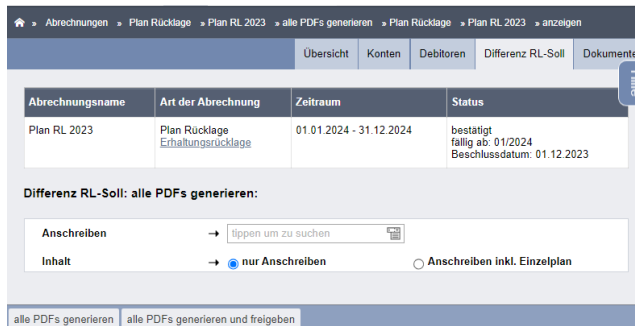 » Abrechnungen » Plan Rücklage » Plan RL 2023 » alle PDFs generieren » Plan Rücklage » Plan RL 2023 » anzeigen
Übersicht Konten Debitoren Differenz RL-Soll Dokumente
Abrechnungsname Art der Abrechnung Zeitraum Status
Plan RL 2023 Plan Rücklage 01.01.2024 - 31.12.2024 bestätigt
Erhaltungsrücklage fällig ab: 01/2024
Beschlussdatum: 01.12.2023
Differenz RL-Soll: alle PDFs generieren:
Anschreiben → tippen um zu suchen
Inhalt → nur Anschreiben Anschreiben inkl. Einzelplan
alle PDFs generieren alle PDFs generieren und freigeben